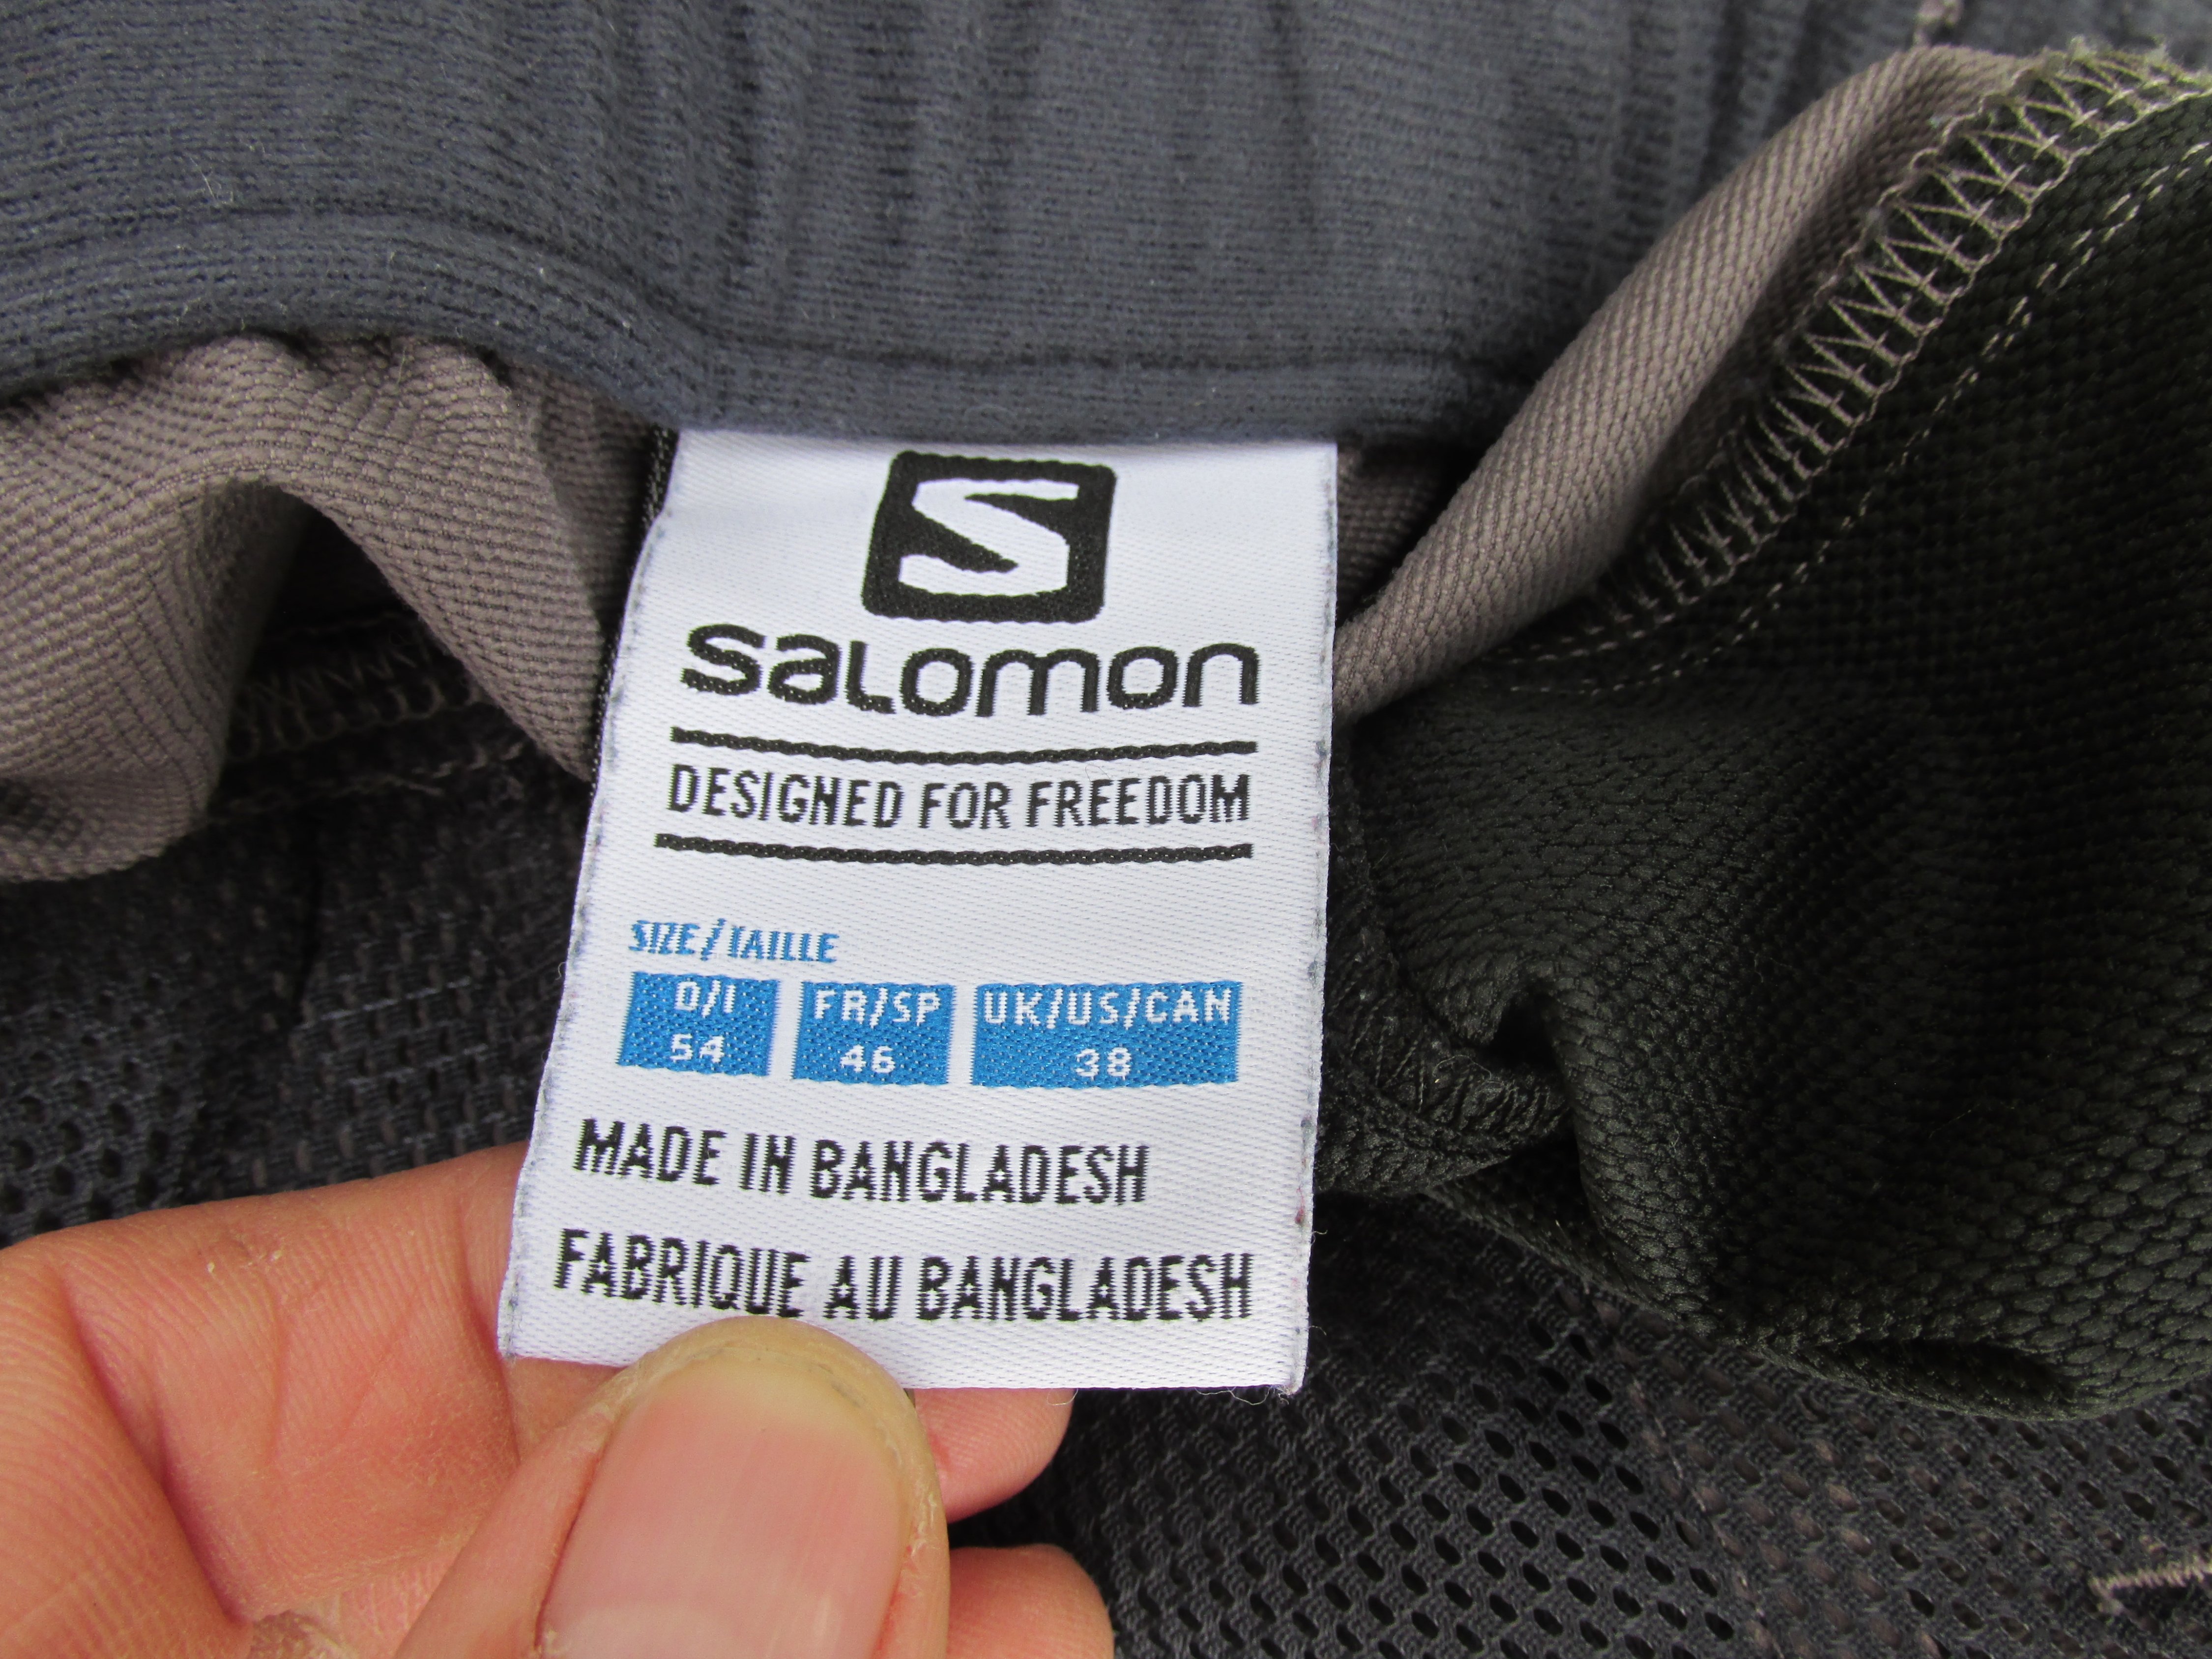 S
salomon
DESIGNED FOR FREEDOM
SIZE/TAILLE
D/I FR/SP UK/US/CAN
54 46 38
MADE IN BANGLADESH
FABRIQUE AU BANGLADESH